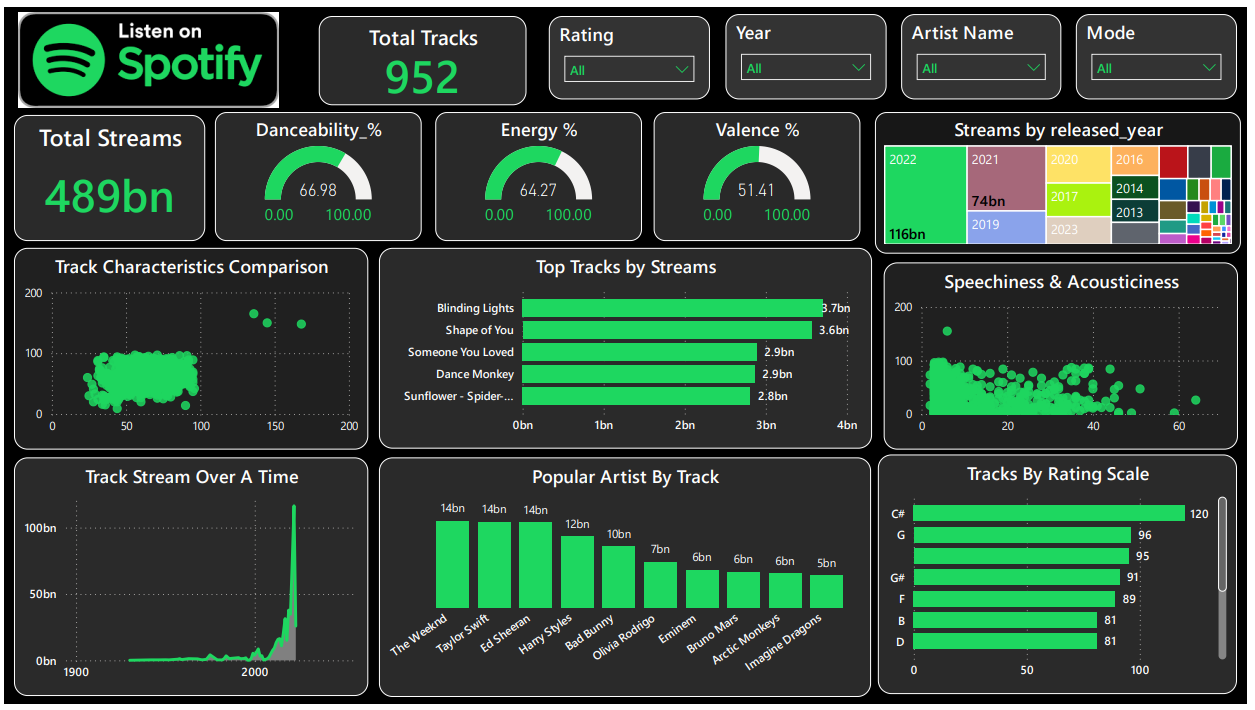 Listen on
Spotify
Total Tracks
952
Rating
All
Year
All
Artist Name
All
Mode
All
Total Streams
489bn
Danceability_%
66.98
0.00 100.00
Energy %
64.27
0.00 100.00
Valence %
51.41
0.00 100.00
Streams by released_year
2022
116bn
2021
74bn
2019
2020
2017
2023
2016
2014
2013
Track Characteristics Comparison
200
100
0
0 50 100 150 200
Top Tracks by Streams
Blinding Lights 3.7bn
Shape of You 3.6bn
Someone You Loved 2.9bn
Dance Monkey 2.9bn
Sunflower - Spider-... 2.8bn
0bn 1bn 2bn 3bn 4bn
Speechiness & Acousticiness
200
100
0
0 20 40 60
Track Stream Over A Time
100bn
50bn
0bn
1900 2000
Popular Artist By Track
14bn 14bn 14bn 12bn 10bn 7bn 6bn 6bn 6bn 5bn
The Weeknd Taylor Swift Ed Sheeran Harry Styles Bad Bunny Olivia Rodrigo Eminem Bruno Mars Arctic Monkeys Imagine Dragons
Tracks By Rating Scale
C# 120
G 96
95
G# 91
F 89
B 81
D 81
0 50 100